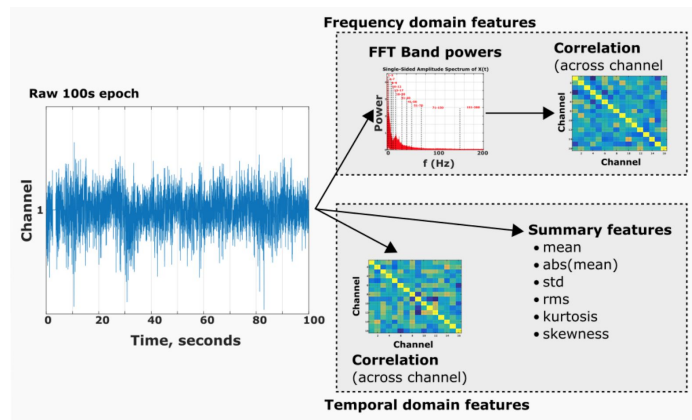 Frequency domain features
FFT Band powers
Single-Sided Amplitude Spectrum of X(t)
Power
0
100
200
f (Hz)
Correlation
(across channel
Channel
Channel
Raw 100s epoch
Channel
1
0
20
40
60
80
100
Time, seconds
Summary features
• mean
• abs(mean)
• std
• rms
• kurtosis
• skewness
Channel
Channel
Correlation
(across channel)
Temporal domain features